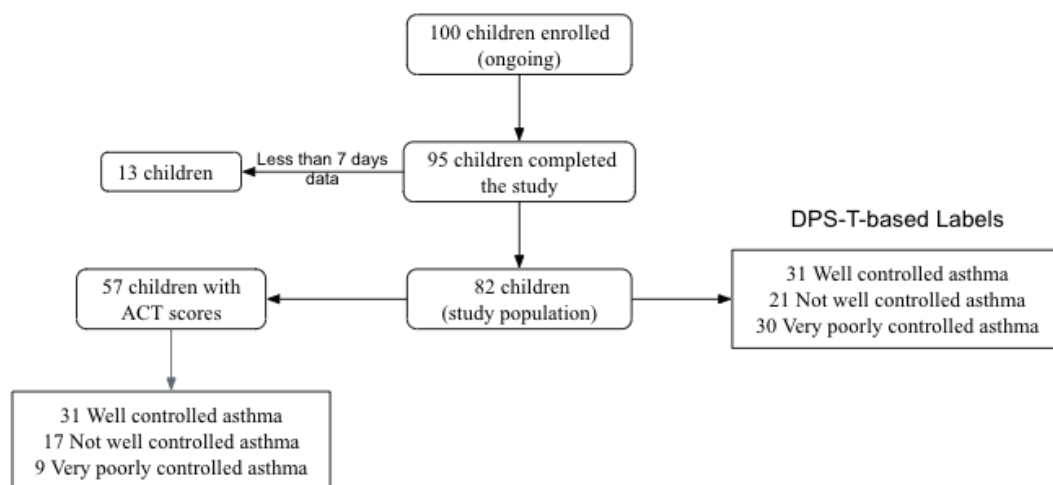 100 children enrolled
(ongoing)
95 children completed
the study
Less than 7 days
data
13 children
DPS-T-based Labels
31 Well controlled asthma
21 Not well controlled asthma
30 Very poorly controlled asthma
82 children
(study population)
57 children with
ACT scores
31 Well controlled asthma
17 Not well controlled asthma
9 Very poorly controlled asthma